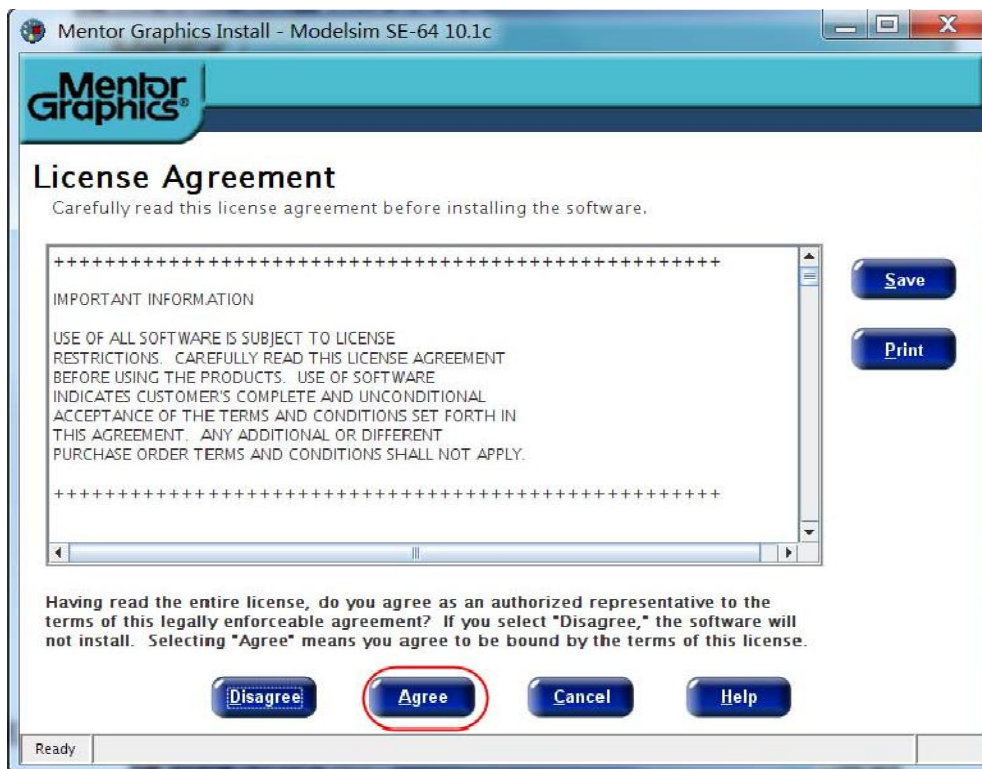 Mentor Graphics Install - Modelsim SE-64 10.1c
Mentor
Graphics®
License Agreement
Carefully read this license agreement before installing the software.
+++++++++++++++++++++++++++++++++++++++++++++++++++++
IMPORTANT INFORMATION
USE OF ALL SOFTWARE IS SUBJECT TO LICENSE
RESTRICTIONS. CAREFULLY READ THIS LICENSE AGREEMENT
BEFORE USING THE PRODUCTS. USE OF SOFTWARE
INDICATES CUSTOMER'S COMPLETE AND UNCONDITIONAL
ACCEPTANCE OF THE TERMS AND CONDITIONS SET FORTH IN
THIS AGREEMENT. ANY ADDITIONAL OR DIFFERENT
PURCHASE ORDER TERMS AND CONDITIONS SHALL NOT APPLY.
+++++++++++++++++++++++++++++++++++++++++++++++++++++
Save
Print
Having read the entire license, do you agree as an authorized representative to the
terms of this legally enforceable agreement? If you select "Disagree," the software will
not install. Selecting "Agree" means you agree to be bound by the terms of this license.
Disagree Agree Cancel Help
Ready